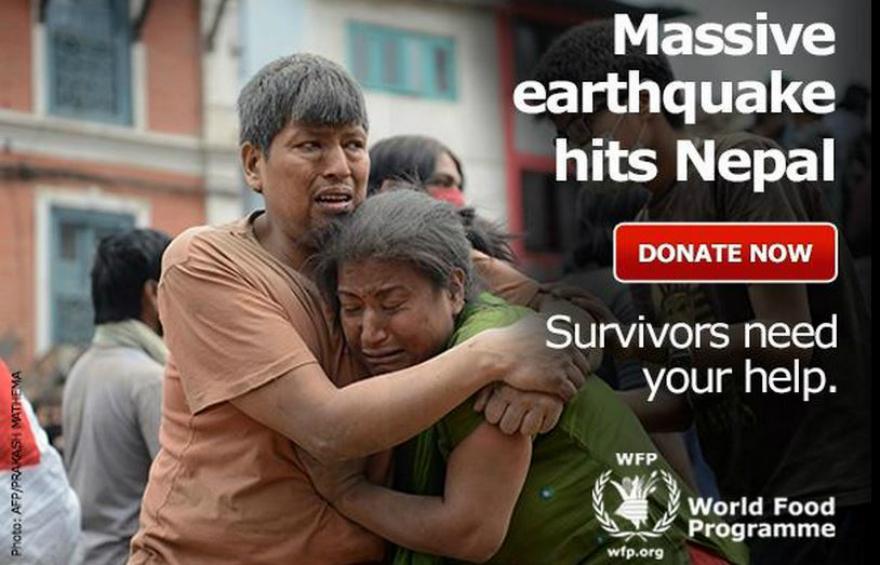 Massive
earthquake
hits Nepal
DONATE NOW
Survivors need
your help.
WFP
wfp.org
World Food
Programme
Photo: AFP/PRAKASH MATHEMA